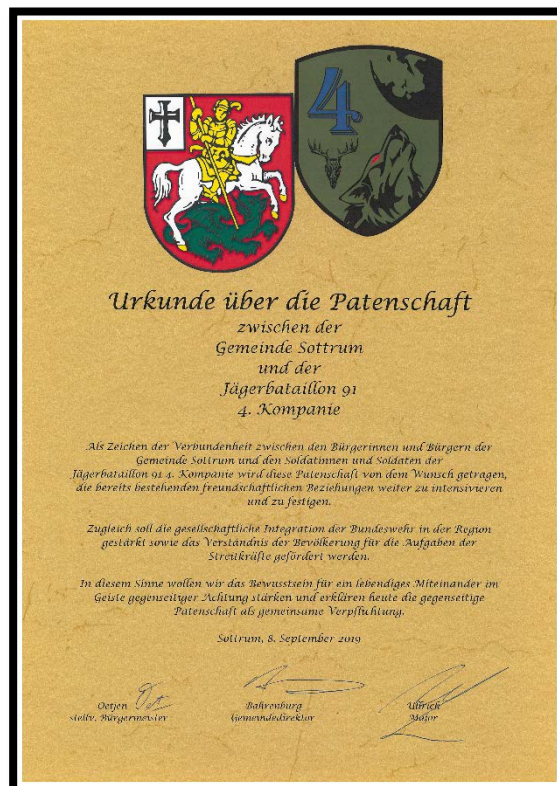 4
Urkunde über die Patenschaft
zwischen der
Gemeinde Sottrum
und der
Jägerbataillon 91
4. Kompanie
Als Zeichen der Verbundenheit zwischen den Bürgerinnen und Bürgern der
Gemeinde Sottrum und den Soldatinnen und Soldaten der
Jägerbataillon 91 4. Kompanie wird diese Patenschaft von dem Wunsch getragen,
die bereits bestehenden freundschaftlichen Beziehungen weiter zu intensivieren
und zu festigen.
Zugleich soll die gesellschaftliche Integration der Bundeswehr in der Region
gestärkt sowie das Verständnis der Bevölkerung für die Aufgaben der
Streitkräfte gefördert werden.
In diesem Sinne wollen wir das Bewusstsein für ein lebendiges Miteinander im
Geiste gegenseitiger Achtung stärken und erklären heute die gegenseitige
Patenschaft als gemeinsame Verpflichtung.
Sottrum, 8. September 2019
Oetjen Bahrenburg Ullrich
stellv. Bürgermeister Gemeindedirektor Major